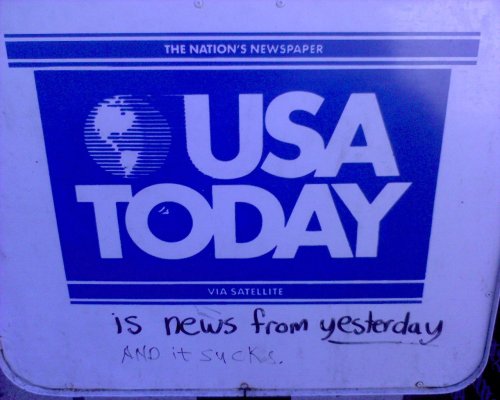 THE NATION'S NEWSPAPER
USA
TODAY
VIA SATELLITE
is news from yesterday
AND it sucks.